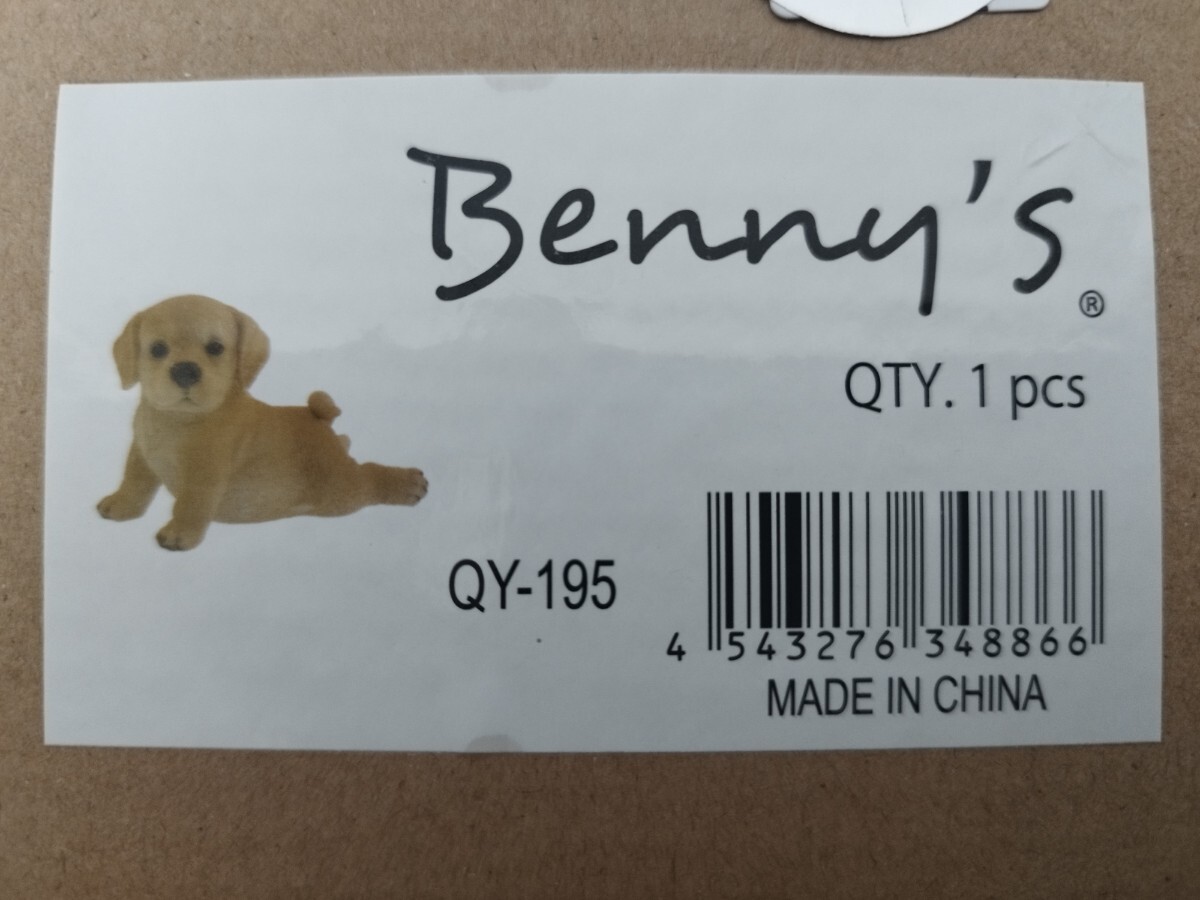 Benny's®
QTY. 1 pcs
QY-195
4 543276 348866
MADE IN CHINA